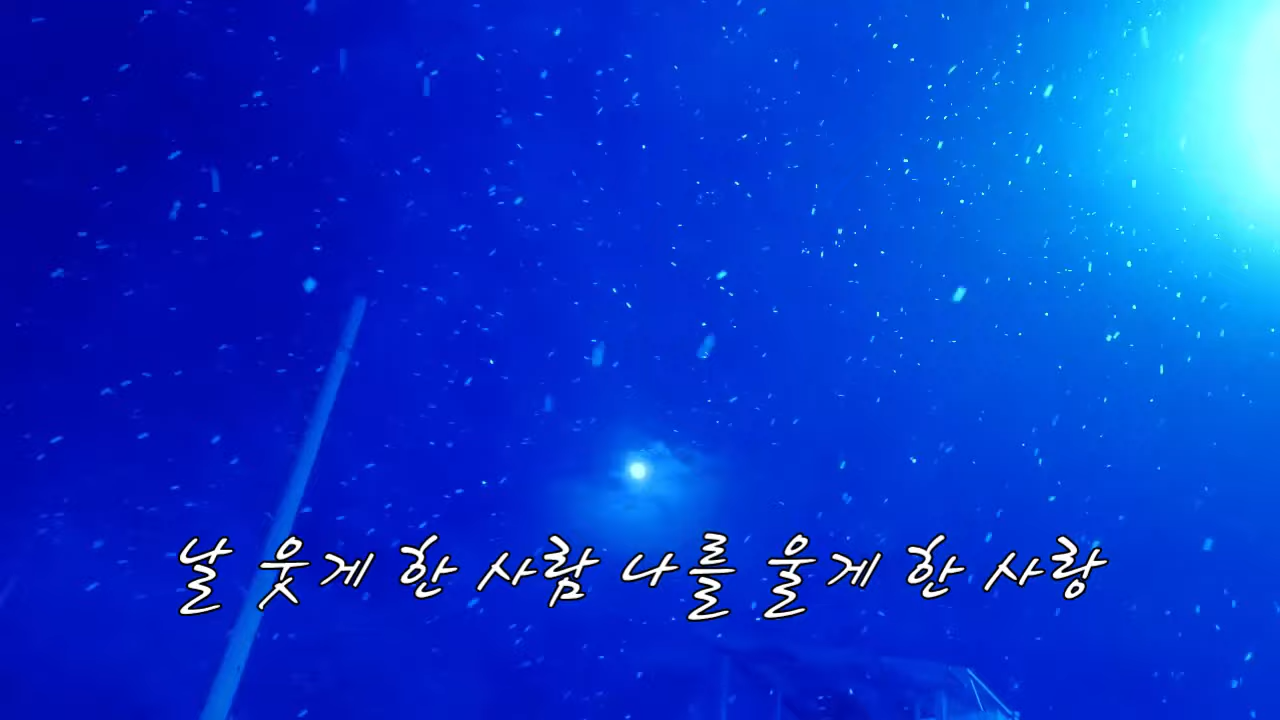 날 웃게 한 사람 나를 울게 한 사랑